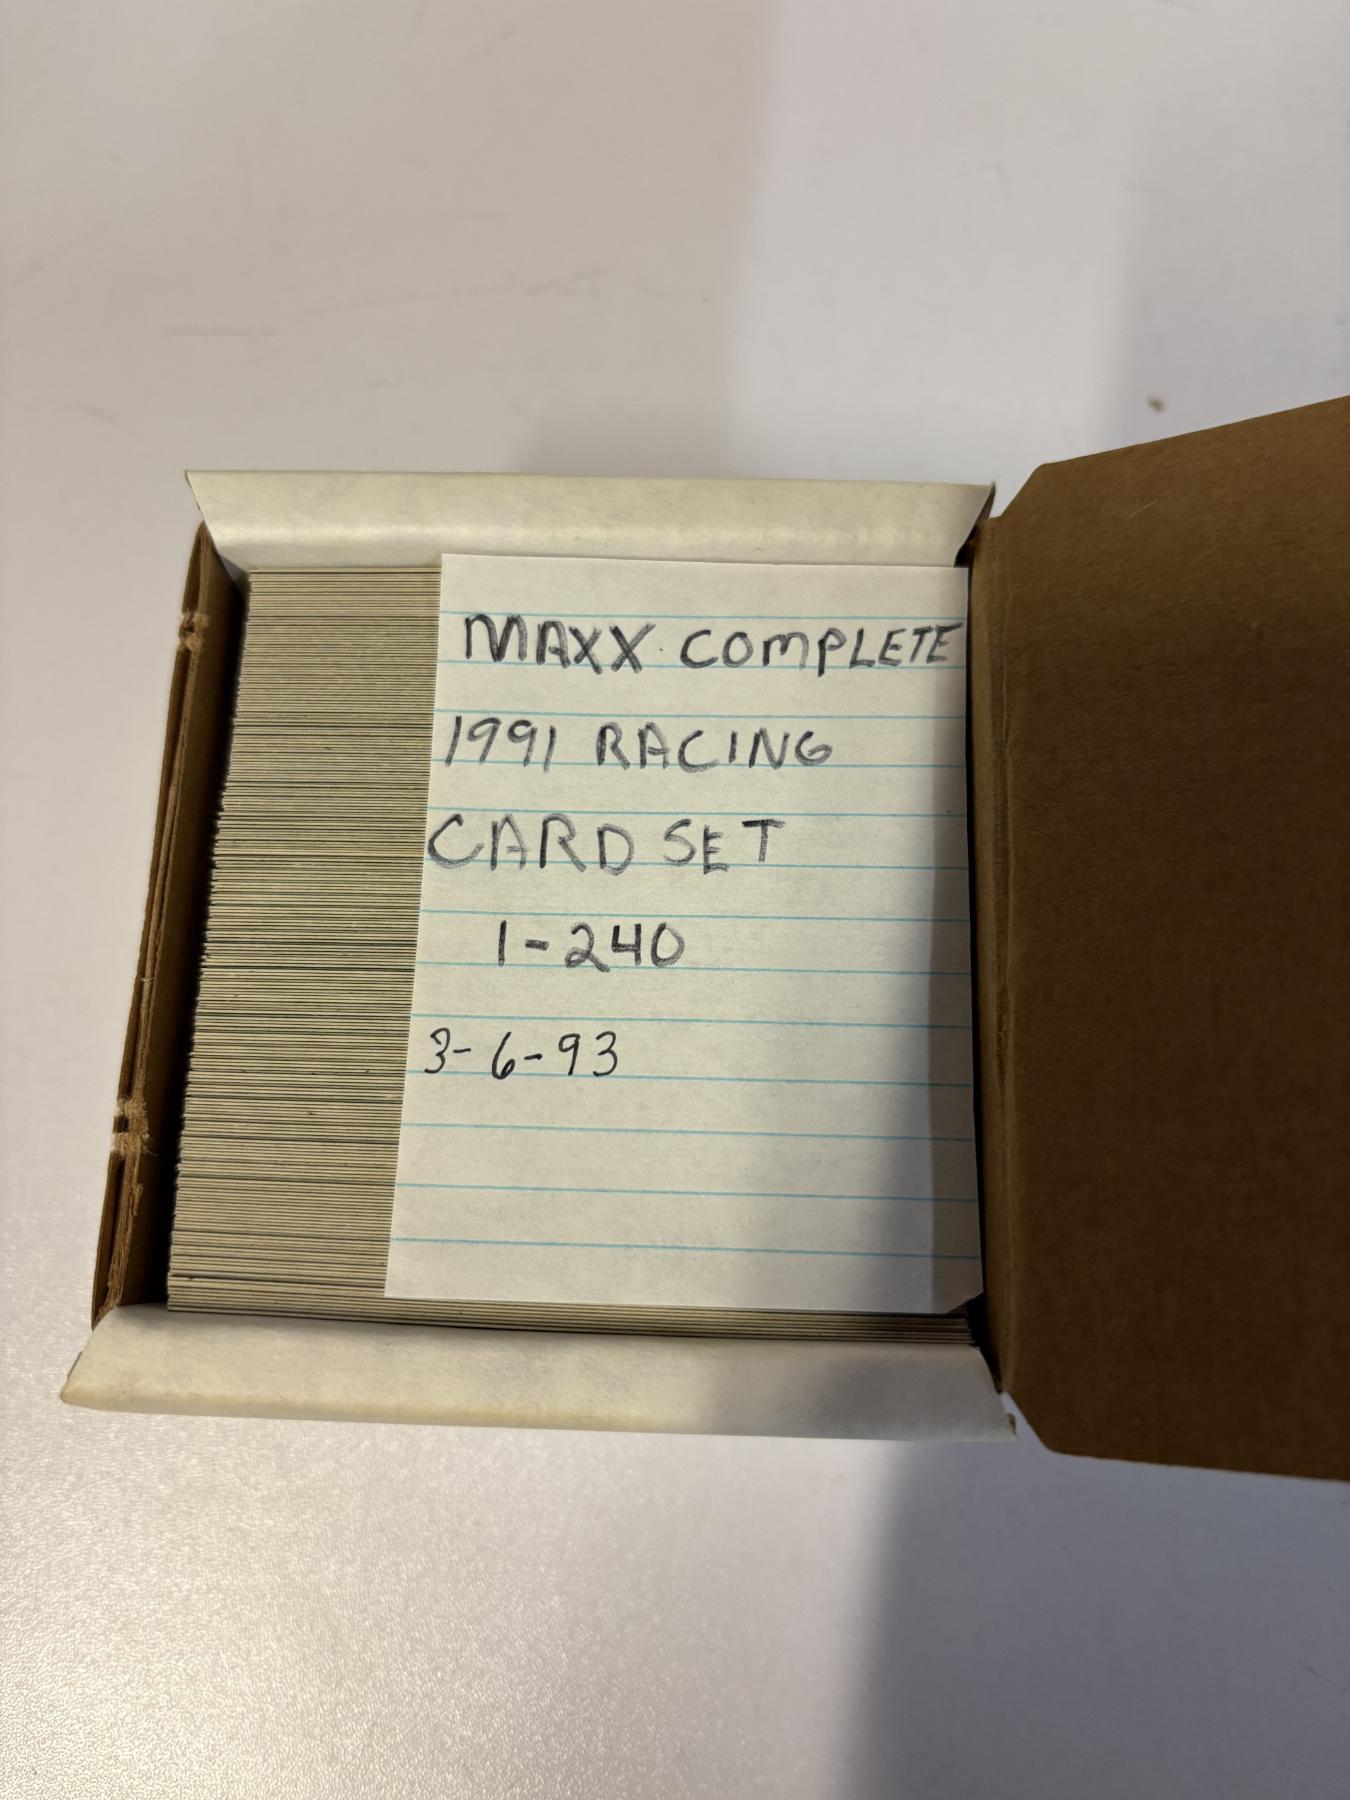 MAXX COMPLETE
1991 RACING
CARD SET
1-240
3-6-93